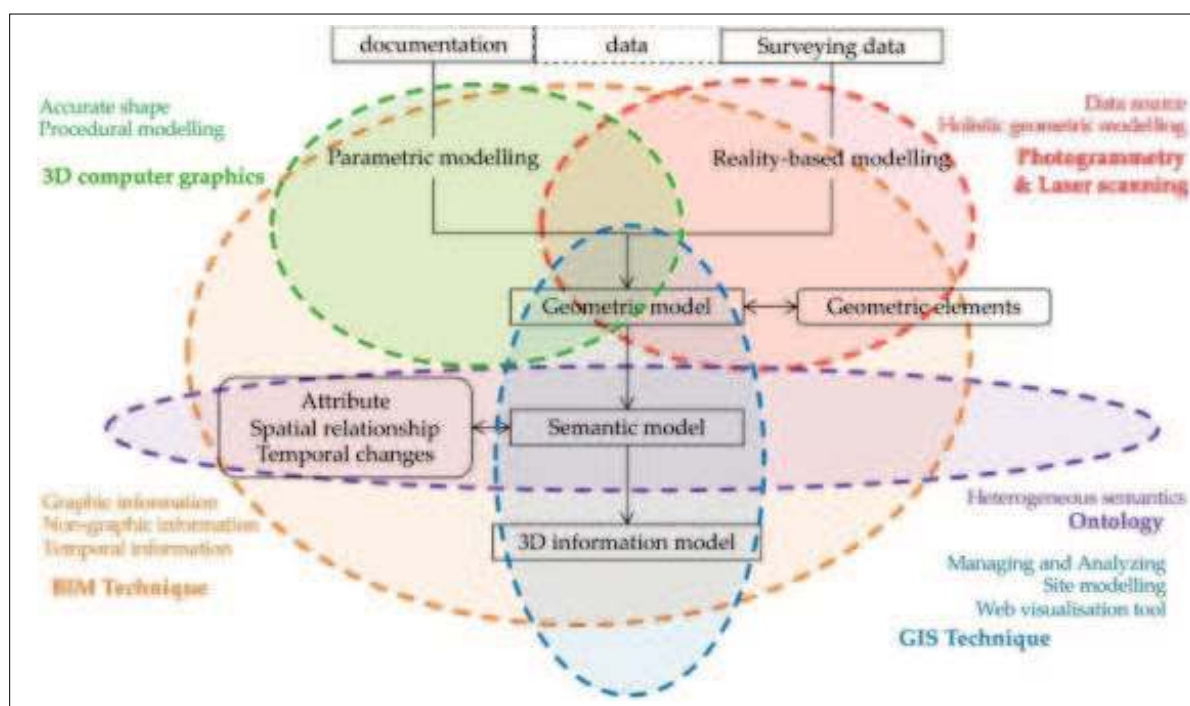 documentation data Surveying data
Accurate shape
Procedural modelling
3D computer graphics
Data source
Holistic geometric modelling
Photogrammetry
& Laser scanning
Parametric modelling
Reality-based modelling
Geometric model
Geometric elements
Attribute
Spatial relationship
Temporal changes
Semantic model
Graphic information
Non-graphic information
Temporal information
BIM Technique
3D information model
Heterogeneous semantics
Ontology
Managing and Analyzing
Site modelling
Web visualisation tool
GIS Technique